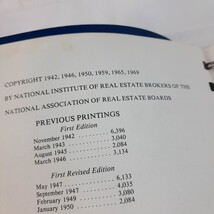 COPYRIGHT 1942, 1946, 1950, 1959, 1965, 1969
BY NATIONAL INSTITUTE OF REAL ESTATE BROKERS OF THE
NATIONAL ASSOCIATION OF REAL ESTATE BOARDS
PREVIOUS PRINTINGS
First Edition
November 1942 6,396
March 1943 3,040
August 1945 2,084
March 1946 3,134
First Revised Edition
May 1947 6,233
September 1947 4,035
February 1949 3,080
January 1950 2,084